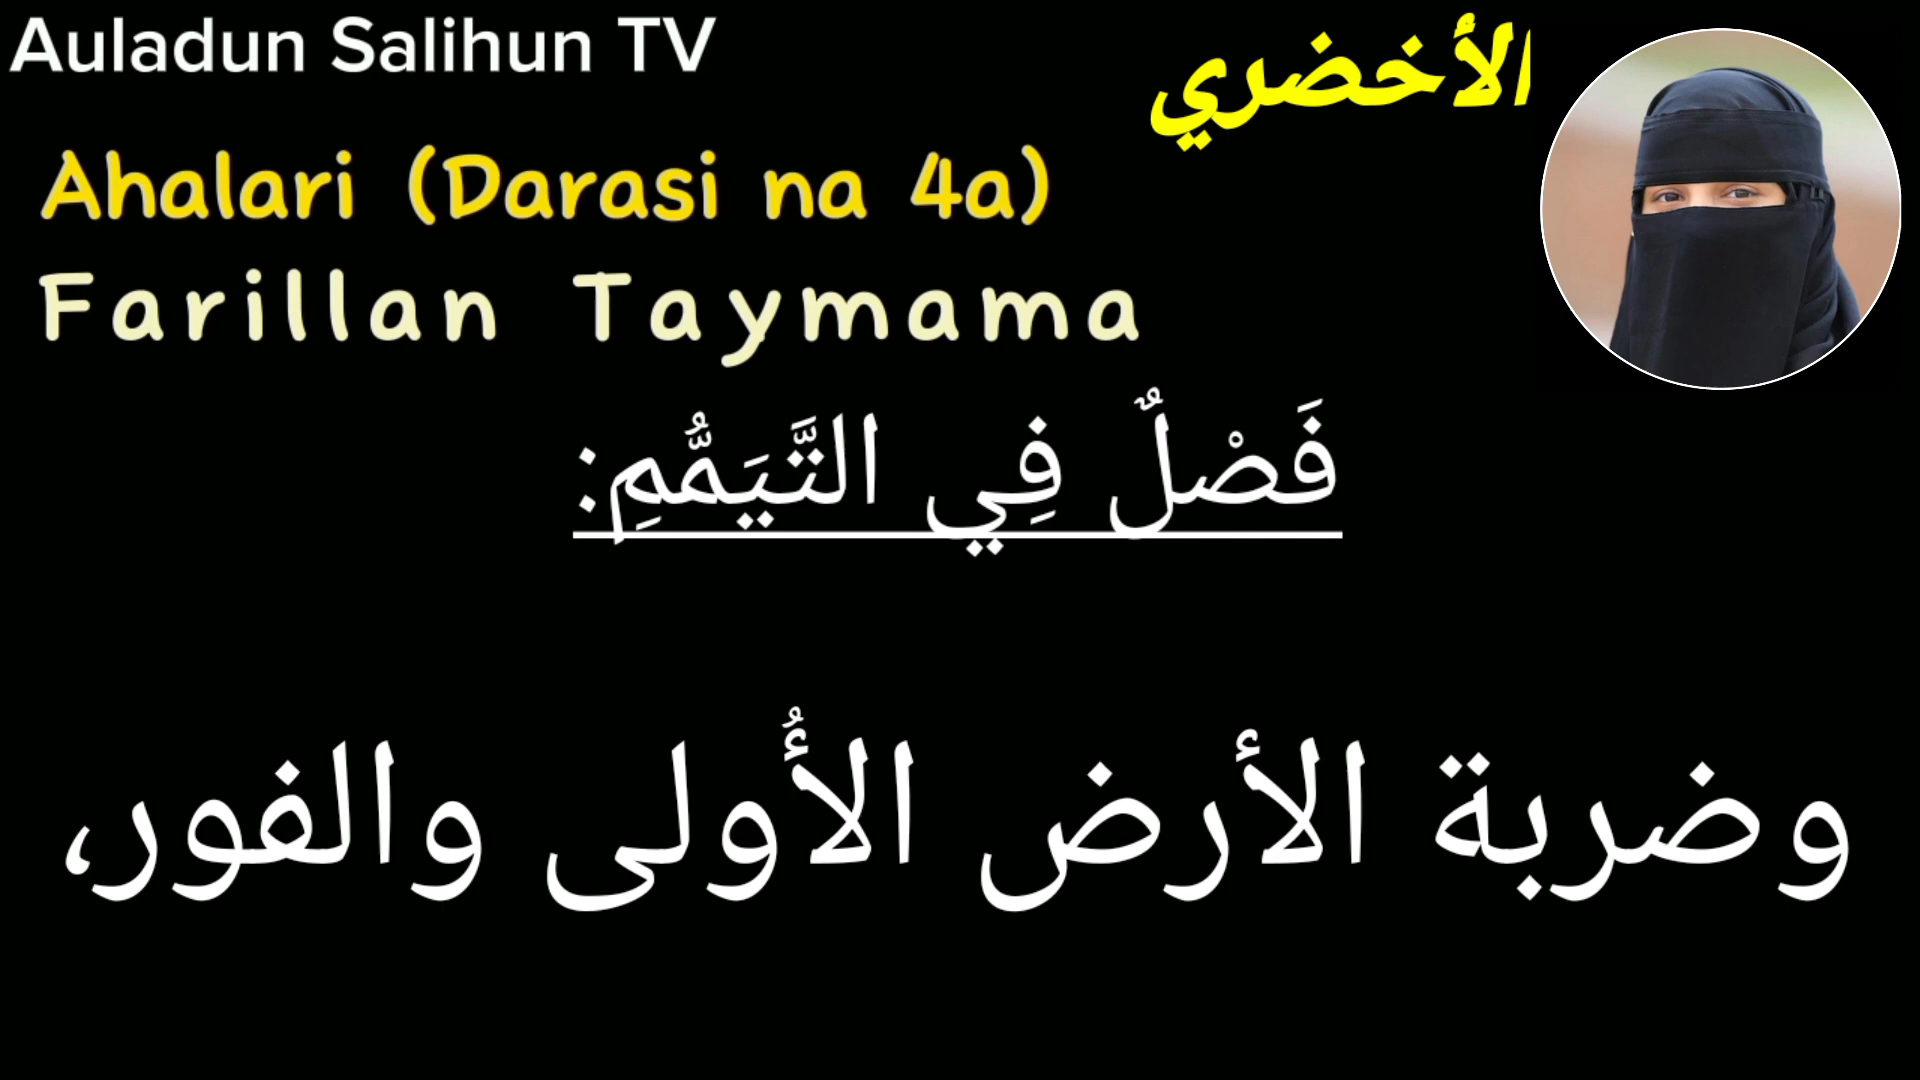 Auladun Salihun TV
الأخضري
Ahalari (Darasi na 4a)
Farillan Taymama
فَصْلٌ فِي التَّيَمُّمِ:
وضربة الأرض الأُولى والفور،